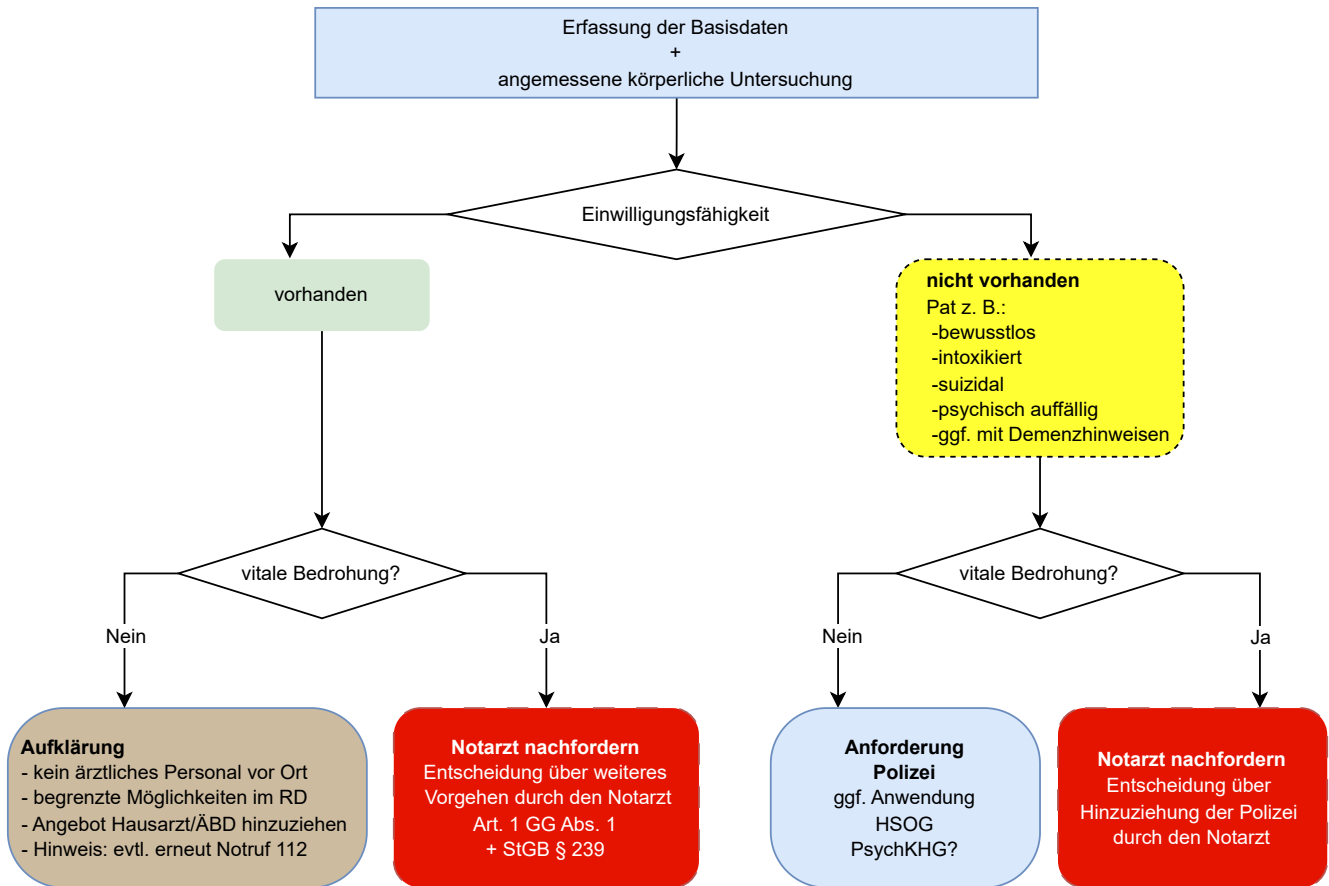 Erfassung der Basisdaten
+
angemessene körperliche Untersuchung
Einwilligungsfähigkeit
vorhanden
nicht vorhanden
Pat z. B.:
-bewusstlos
-intoxikiert
-suizidal
-psychisch auffällig
-ggf. mit Demenzhinweisen
vitale Bedrohung?
Nein
Ja
vitale Bedrohung?
Nein
Ja
Aufklärung
- kein ärztliches Personal vor Ort
- begrenzte Möglichkeiten im RD
- Angebot Hausarzt/ÄBD hinzuziehen
- Hinweis: evtl. erneut Notruf 112
Notarzt nachfordern
Entscheidung über weiteres
Vorgehen durch den Notarzt
Art. 1 GG Abs. 1
+ StGB § 239
Anforderung
Polizei
ggf. Anwendung
HSOG
PsychKHG?
Notarzt nachfordern
Entscheidung über
Hinzuziehung der Polizei
durch den Notarzt